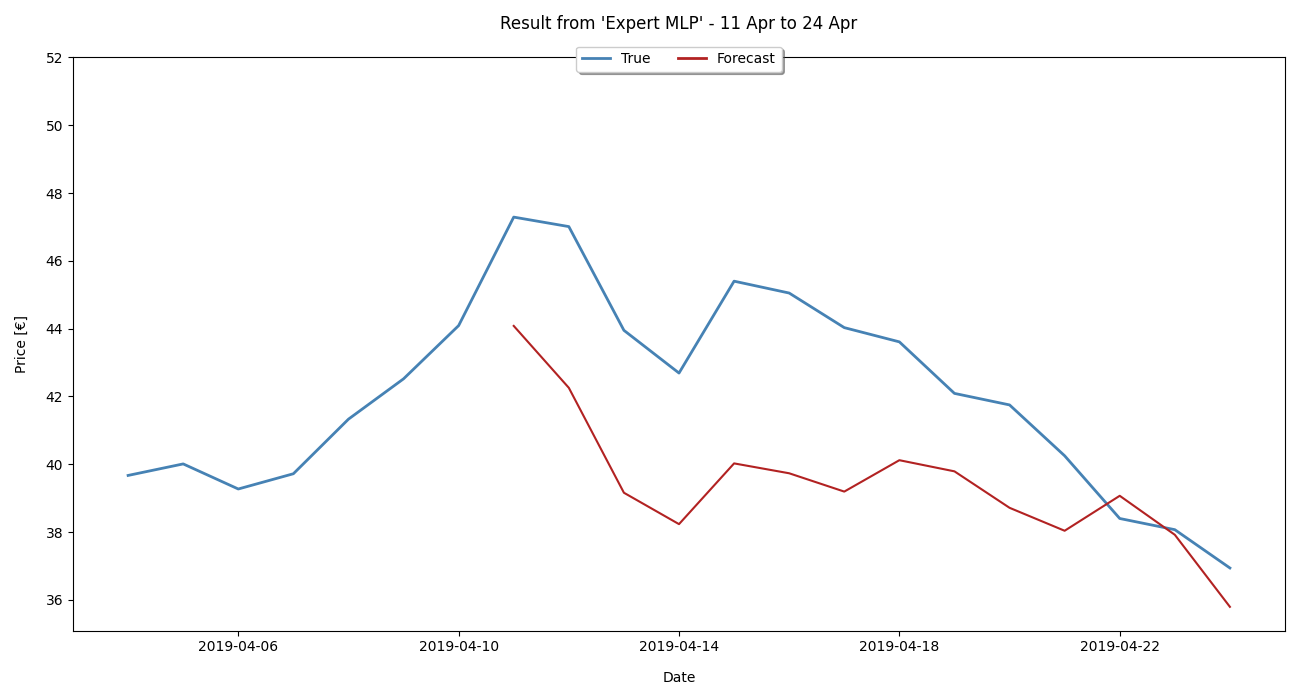 Result from 'Expert MLP' - 11 Apr to 24 Apr
True Forecast
52
50
48
46
44
42
40
38
36
Price [€]
2019-04-06 2019-04-10 2019-04-14 2019-04-18 2019-04-22
Date